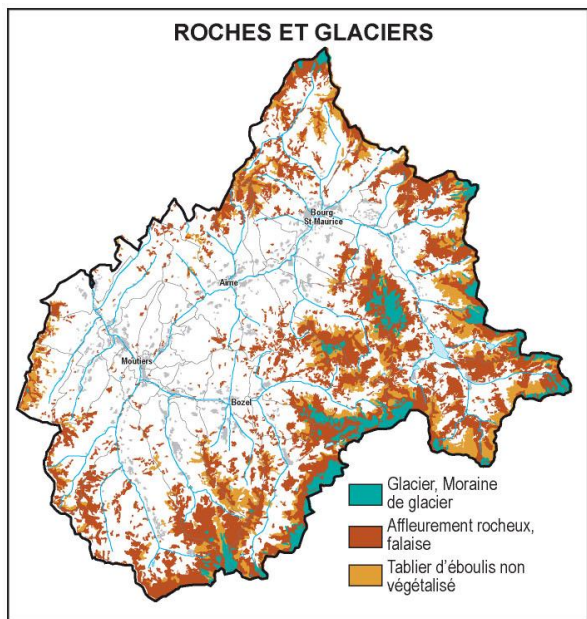 ROCHES ET GLACIERS
Bourg-
St-Maurice
Aime
Moutiers
Bozel
Glacier, Moraine
de glacier
Affleurement rocheux,
falaise
Tablier d'éboulis non
végétalisé